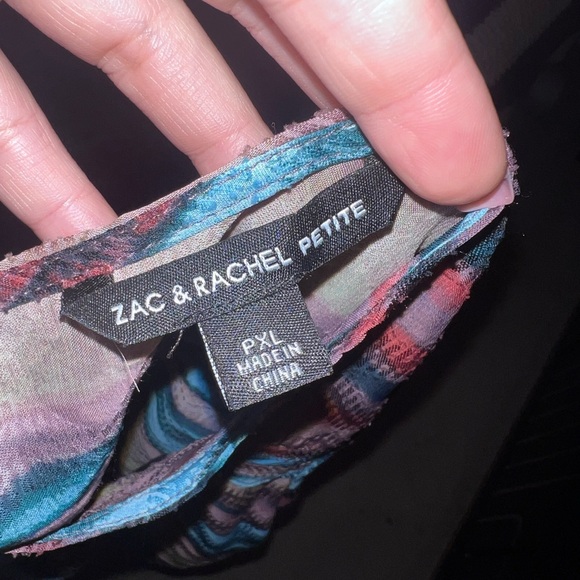 ZAC & RACHEL PETITE
PXL
MADE IN
CHINA